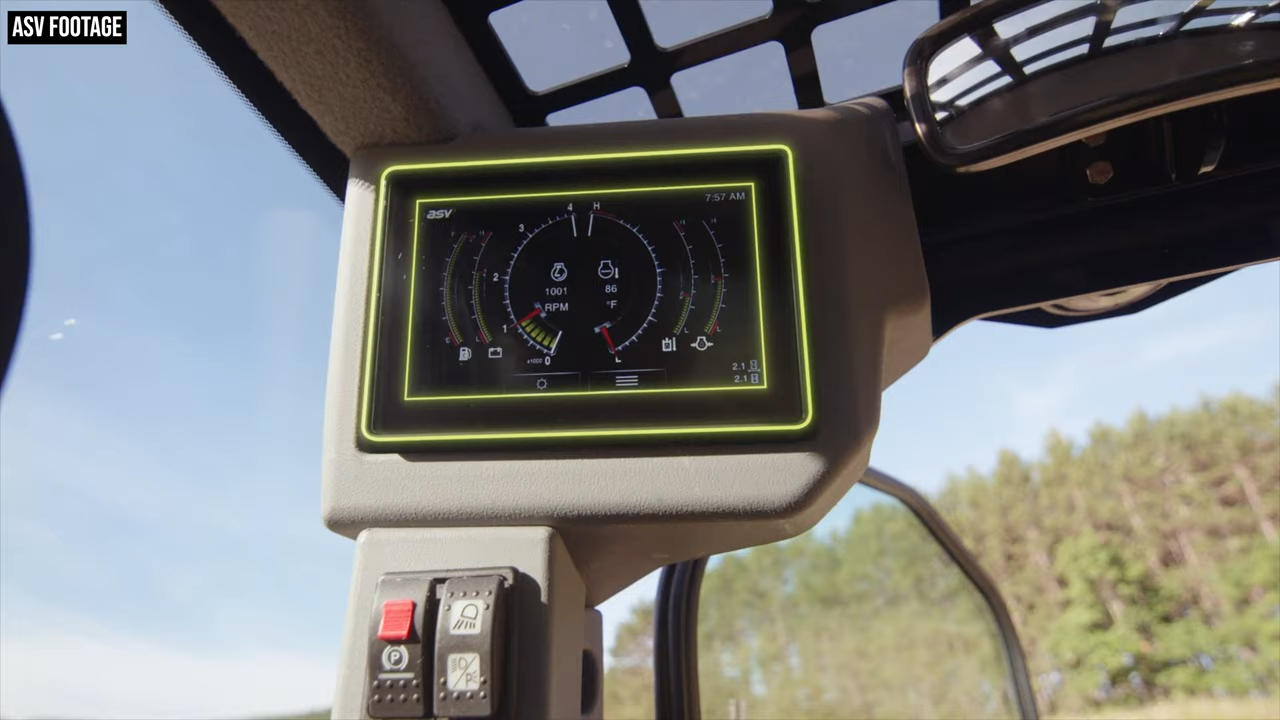 ASV FOOTAGE
asv
7:57 AM
4
H
3
2
1001
86
RPM
°F
1
x1000
0
L
2.1
2.1
P